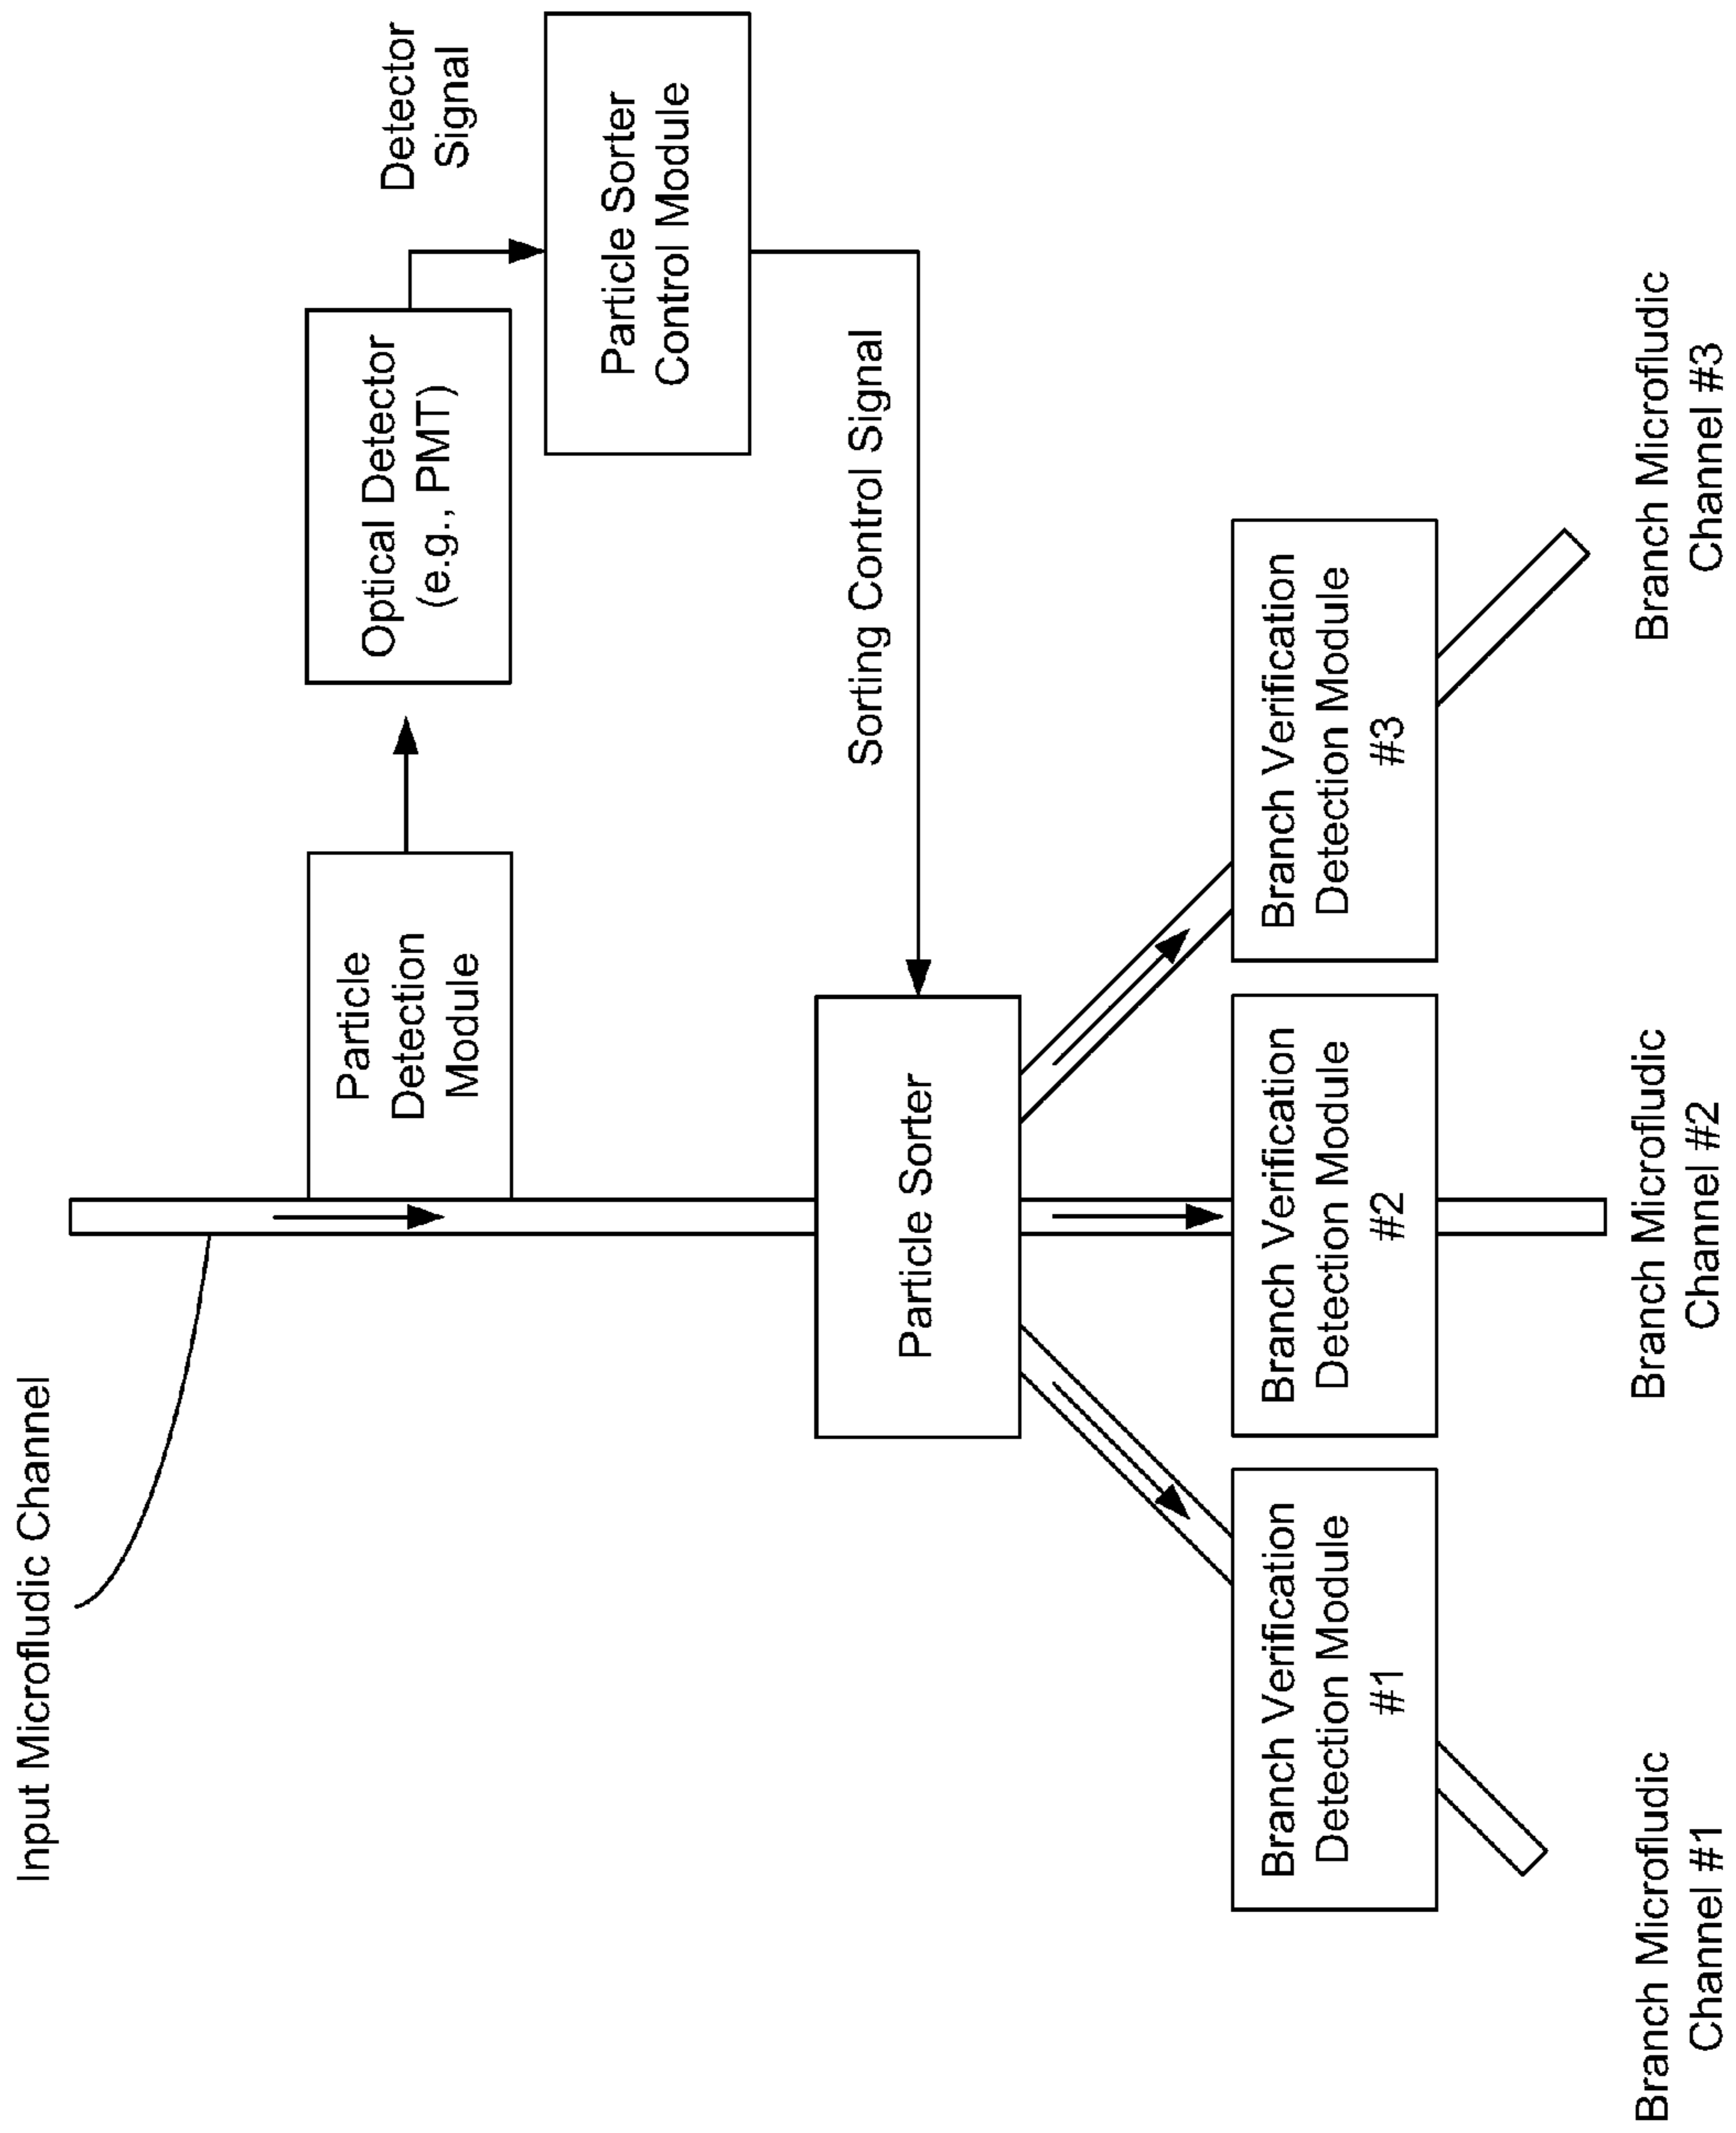 Input Microfludic Channel
Particle
Detection
Module
Optical Detector
(e.g., PMT)
Detector
Signal
Particle Sorter
Control Module
Sorting Control Signal
Particle Sorter
Branch Verification
Detection Module
#1
Branch Verification
Detection Module
#2
Branch Verification
Detection Module
#3
Branch Microfludic
Channel #1
Branch Microfludic
Channel #2
Branch Microfludic
Channel #3